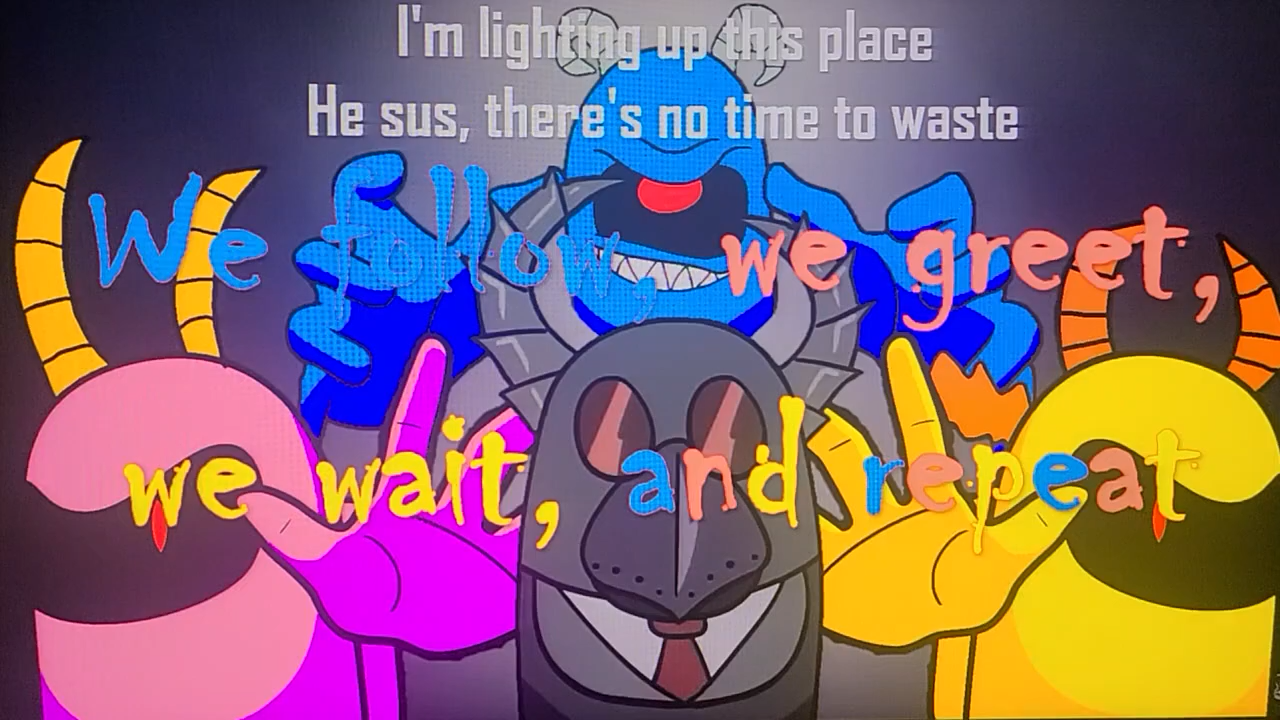 I'm lighting up this place
He sus, there's no time to waste
We follow, we greet,
we wait, and repeat